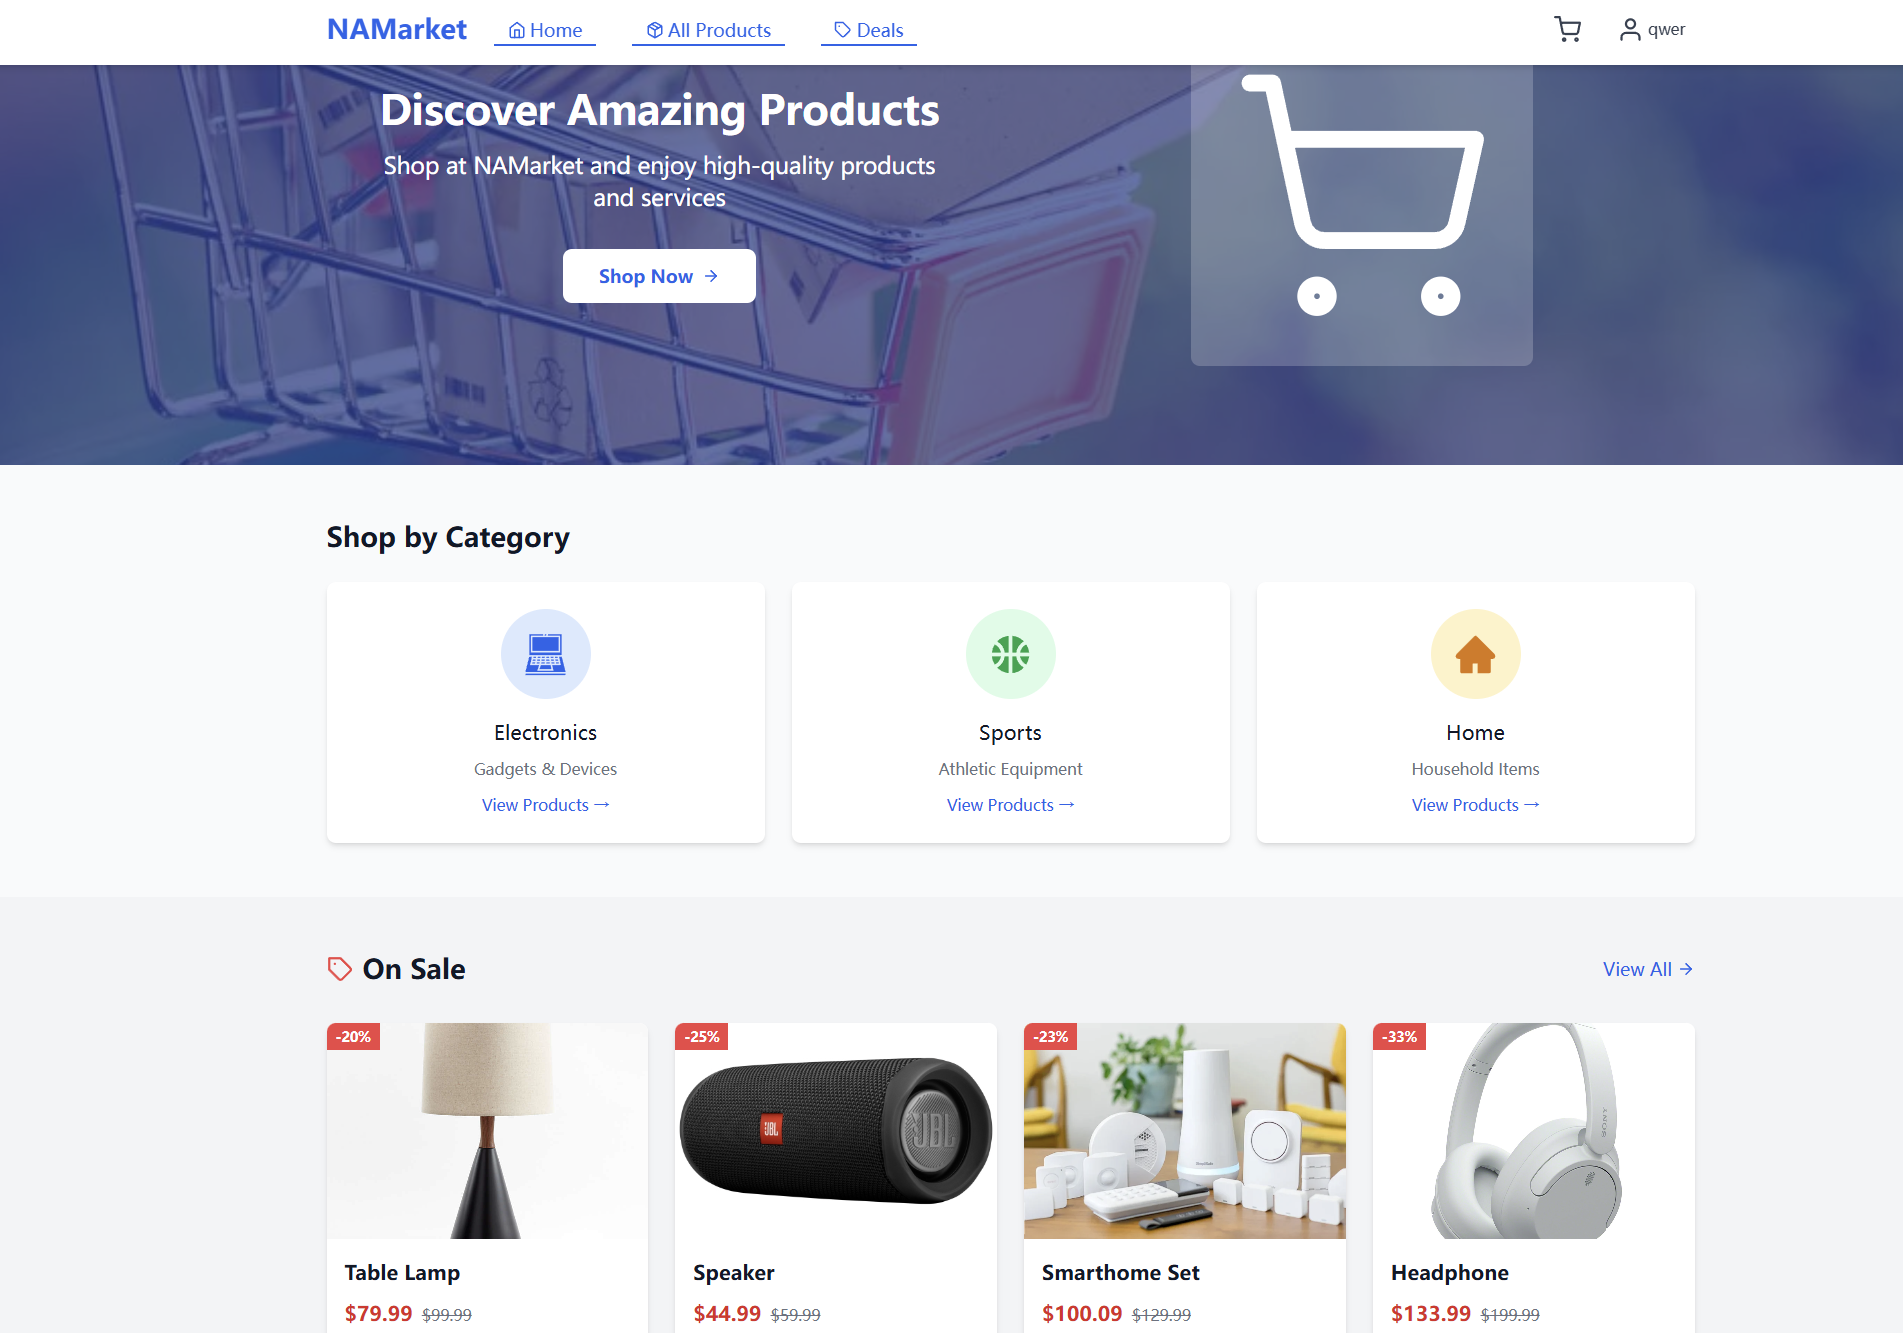 NAMarket
Home
All Products
Deals
qwer
Discover Amazing Products
Shop at NAMarket and enjoy high-quality products
and services
Shop Now →
Shop by Category
Electronics
Gadgets & Devices
View Products →
Sports
Athletic Equipment
View Products →
Home
Household Items
View Products →
On Sale
View All →
-20%
-25%
JBL
JBL
-23%
-33%
Table Lamp
$79.99 $99.99
Speaker
$44.99 $59.99
Smarthome Set
$100.09 $129.99
Headphone
$133.99 $199.99